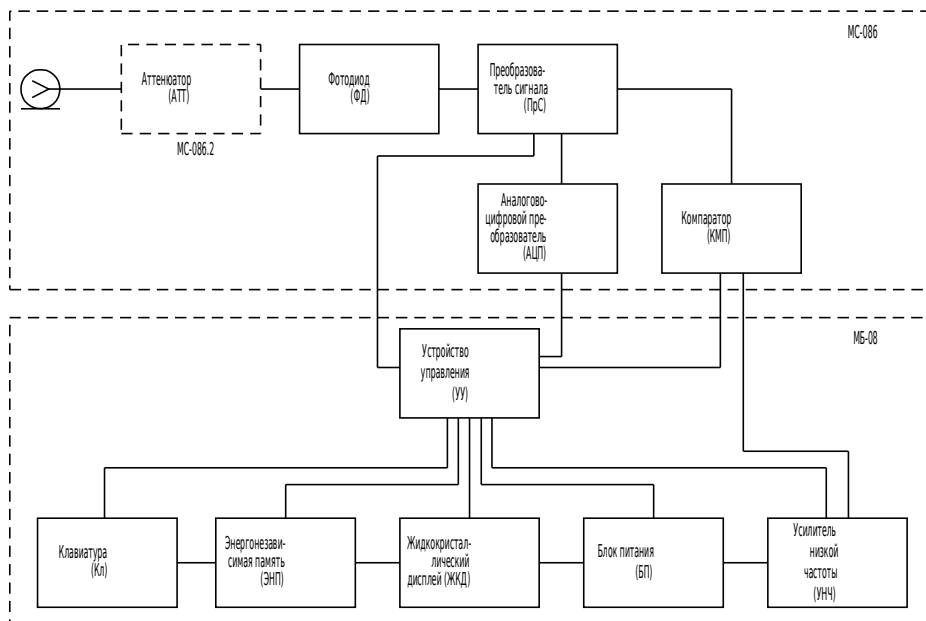 МС-086
Аттенюатор
(АТТ)
МС-086.2
Фотодиод
(ФД)
Преобразова-
тель сигнала
(ПрС)
Аналогово-
цифровой пре-
образователь
(АЦП)
Компаратор
(КМП)
МБ-08
Устройство
управления
(УУ)
Клавиатура
(Кл)
Энергонезави-
симая память
(ЭНП)
Жидкокристал-
лический
дисплей (ЖКД)
Блок питания
(БП)
Усилитель
низкой
частоты
(УНЧ)